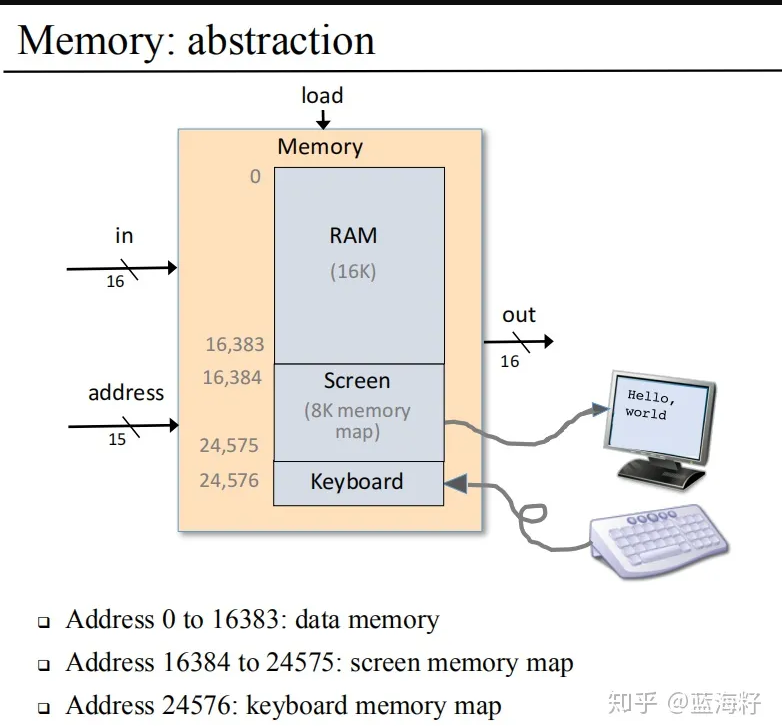 Memory: abstraction
load
Memory
0
in
16
RAM
(16K)
out
16
16,383
16,384
Screen
(8K memory
map)
address
15
24,575
24,576
Keyboard
Hello,
world
❑ Address 0 to 16383: data memory
❑ Address 16384 to 24575: screen memory map
❑ Address 24576: keyboard memory map
知乎 @蓝海籽